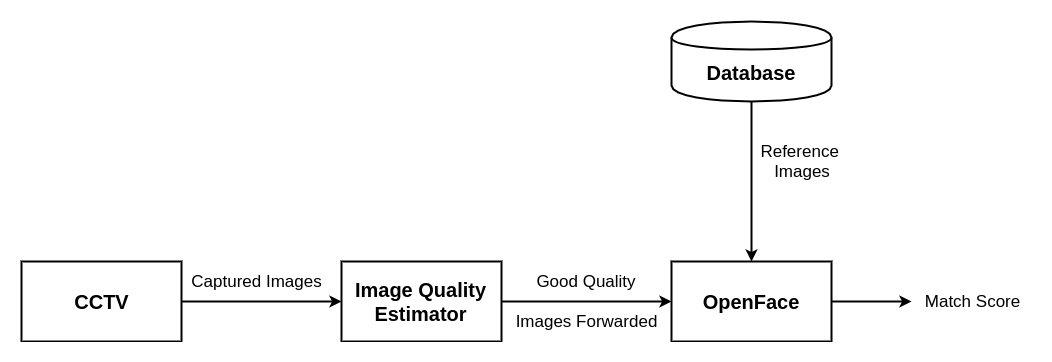 Database
Reference
Images
CCTV
Captured Images
Image Quality
Estimator
Good Quality
Images Forwarded
OpenFace
Match Score